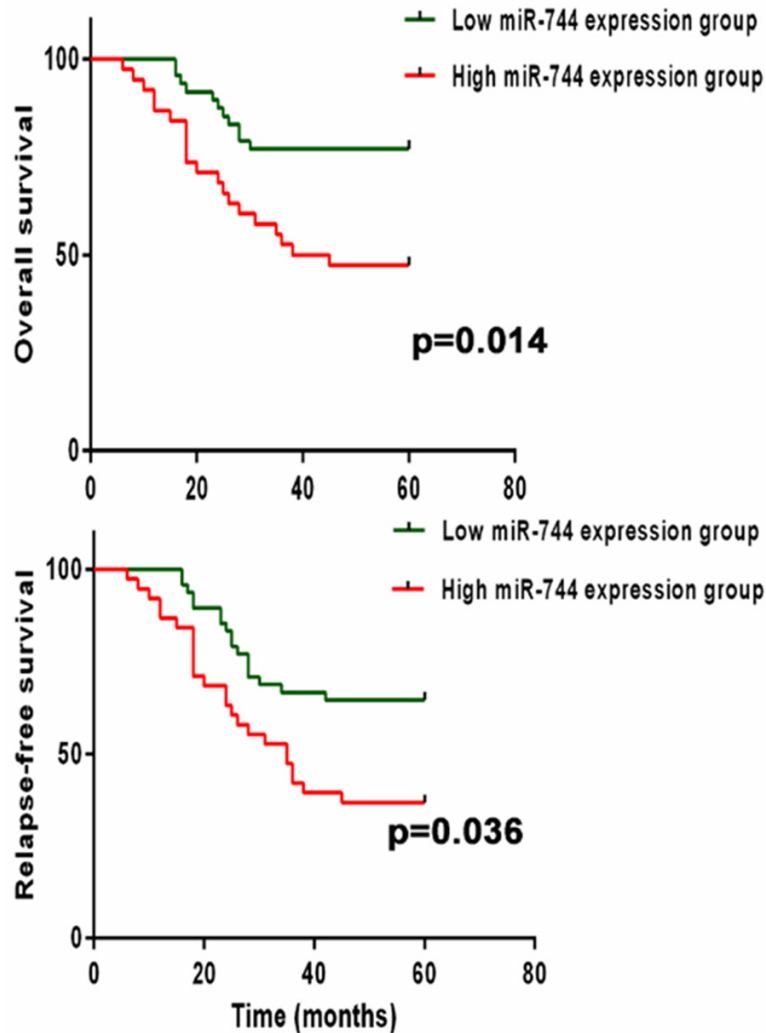 Low miR-744 expression group
High miR-744 expression group
Overall survival
100
50
0
p=0.014
0 20 40 60 80
Low miR-744 expression group
High miR-744 expression group
Relapse-free survival
100
50
0
p=0.036
0 20 40 60 80
Time (months)